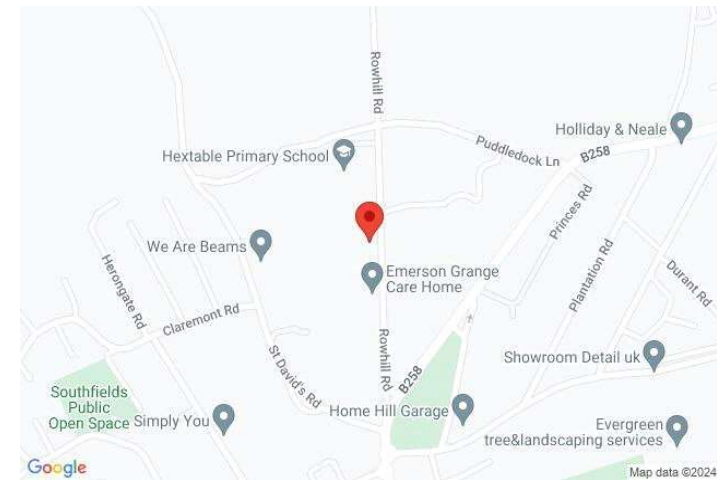 Rowhill Rd
Holliday & Neale
Puddledock Ln
B258
Hextable Primary School
Princes Rd
We Are Beams
Plantation Rd
Emerson Grange
Care Home
Herongate Rd
Durant Rd
Claremont Rd
Rowhill Rd
St David's Rd
Showroom Detail uk
B258
Southfields
Public
Open Space
Simply You
Home Hill Garage
Evergreen
tree&landscaping services
Google
Map data ©2024